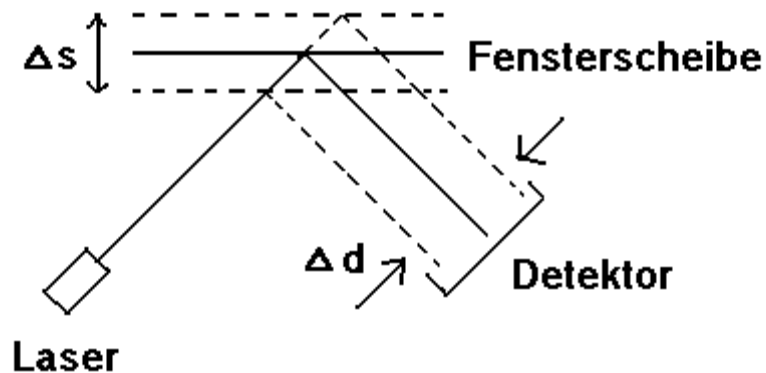 Δs
Fensterscheibe
Δd
Detektor
Laser